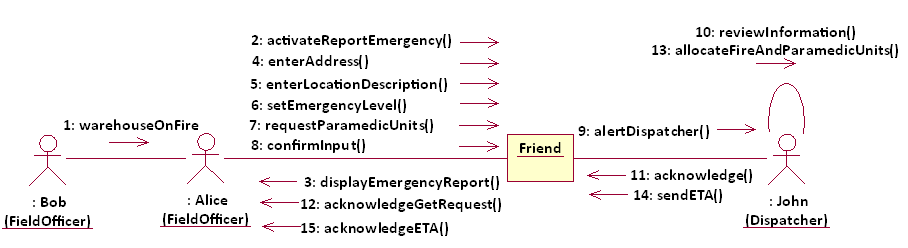 10: reviewInformation()
2: activateReportEmergency()
13: allocateFireAndParamedicUnits()
4: enterAddress()
5: enterLocationDescription()
6: setEmergencyLevel()
1: warehouseOnFire
7: requestParamedicUnits()
9: alertDispatcher()
8: confirmInput()
Friend
3: displayEmergencyReport()
11: acknowledge()
14: sendETA()
: Bob
(FieldOfficer)
: Alice
(FieldOfficer)
12: acknowledgeGetRequest()
: John
(Dispatcher)
15: acknowledgeETA()